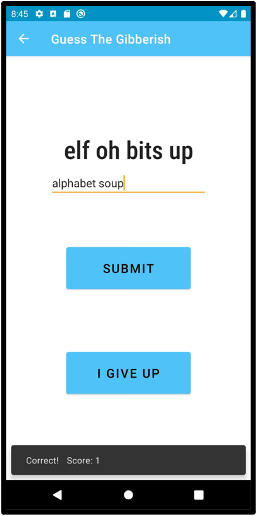 8:45
Guess The Gibberish
elf oh bits up
alphabet soup
SUBMIT
I GIVE UP
Correct! Score: 1